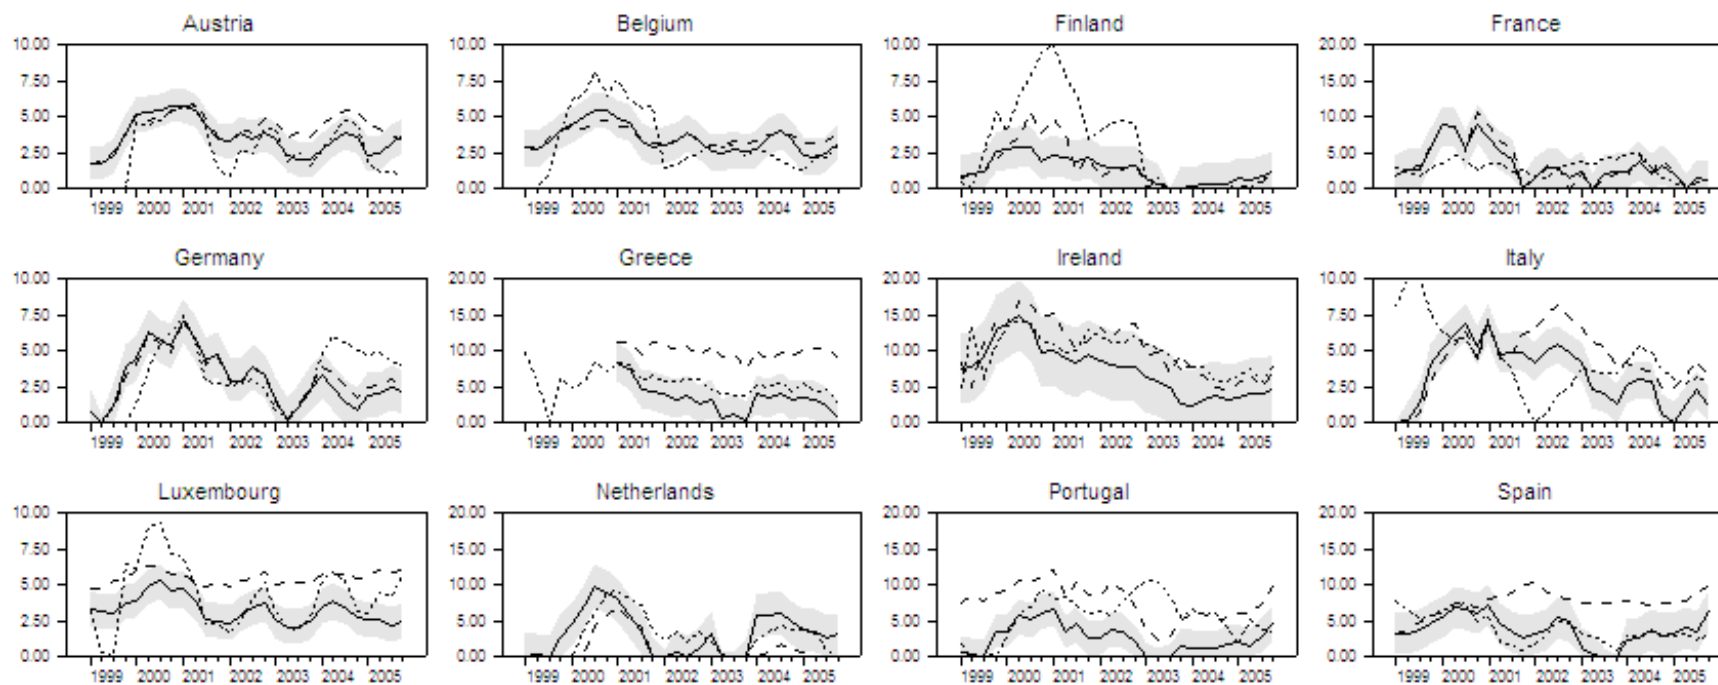 Austria Belgium Finland France
10.00 10.00 10.00 20.00
7.50 7.50 7.50 15.00
5.00 5.00 5.00 10.00
2.50 2.50 2.50 5.00
0.00 0.00 0.00 0.00
1999 2000 2001 2002 2003 2004 2005 1999 2000 2001 2002 2003 2004 2005 1999 2000 2001 2002 2003 2004 2005 1999 2000 2001 2002 2003 2004 2005
Germany Greece Ireland Italy
10.00 20.00 20.00 10.00
7.50 15.00 15.00 7.50
5.00 10.00 10.00 5.00
2.50 5.00 5.00 2.50
0.00 0.00 0.00 0.00
1999 2000 2001 2002 2003 2004 2005 1999 2000 2001 2002 2003 2004 2005 1999 2000 2001 2002 2003 2004 2005 1999 2000 2001 2002 2003 2004 2005
Luxembourg Netherlands Portugal Spain
10.00 20.00 20.00 20.00
7.50 15.00 15.00 15.00
5.00 10.00 10.00 10.00
2.50 5.00 5.00 5.00
0.00 0.00 0.00 0.00
1999 2000 2001 2002 2003 2004 2005 1999 2000 2001 2002 2003 2004 2005 1999 2000 2001 2002 2003 2004 2005 1999 2000 2001 2002 2003 2004 2005